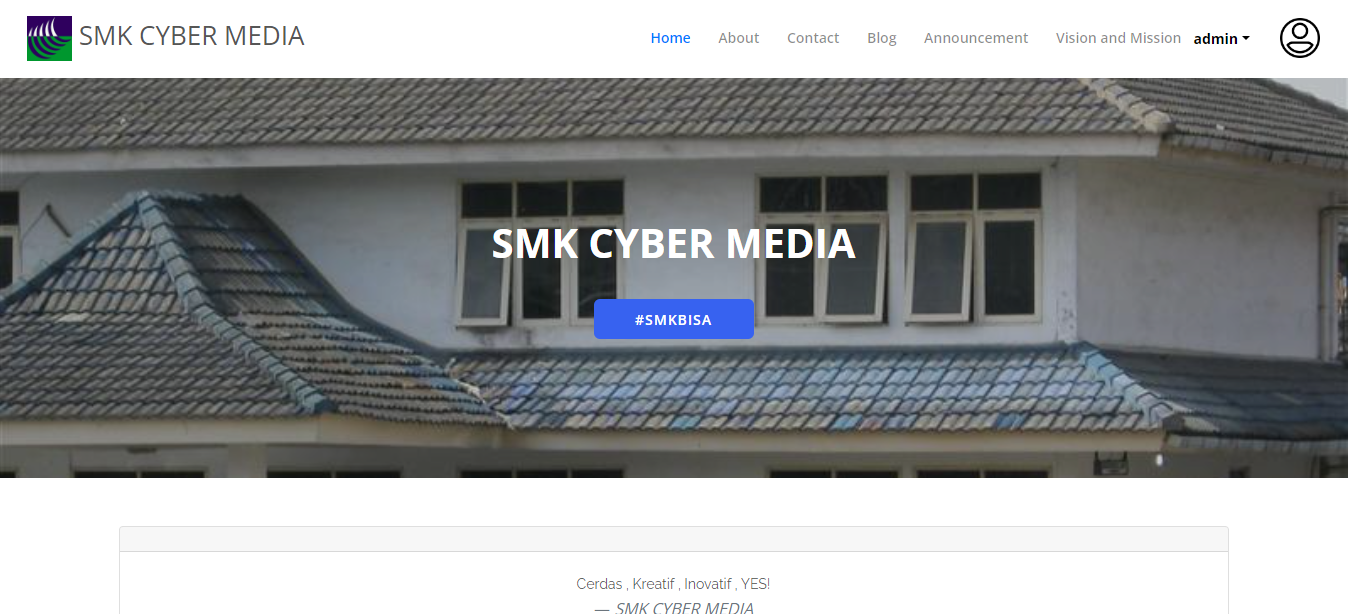 SMK CYBER MEDIA
Home About Contact Blog Announcement Vision and Mission admin
SMK CYBER MEDIA
#SMKBISA
Cerdas , Kreatif , Inovatif , YES!
— SMK CYBER MEDIA